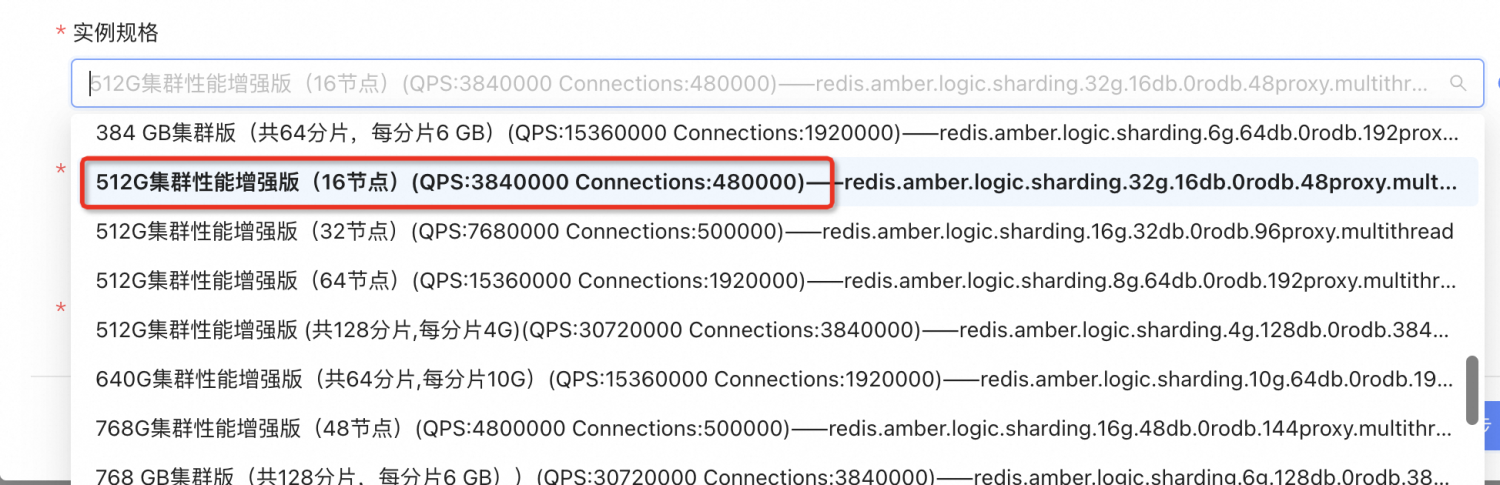 * 实例规格
512G集群性能增强版（16节点）(QPS:3840000 Connections:480000)——redis.amber.logic.sharding.32g.16db.0rodb.48proxy.multithr...
384 GB集群版（共64分片，每分片6 GB）(QPS:15360000 Connections:1920000)——redis.amber.logic.sharding.6g.64db.0rodb.192prox...
* 512G集群性能增强版（16节点）(QPS:3840000 Connections:480000)——redis.amber.logic.sharding.32g.16db.0rodb.48proxy.mult...
512G集群性能增强版（32节点）(QPS:7680000 Connections:500000)——redis.amber.logic.sharding.16g.32db.0rodb.96proxy.multithread
512G集群性能增强版（64节点）(QPS:15360000 Connections:1920000)——redis.amber.logic.sharding.8g.64db.0rodb.192proxy.multithr...
*
512G集群性能增强版 (共128分片,每分片4G)(QPS:30720000 Connections:3840000)——redis.amber.logic.sharding.4g.128db.0rodb.384...
640G集群性能增强版（共64分片,每分片10G）(QPS:15360000 Connections:1920000)——redis.amber.logic.sharding.10g.64db.0rodb.19...
768G集群性能增强版（48节点）(QPS:4800000 Connections:500000)——redis.amber.logic.sharding.16g.48db.0rodb.144proxy.multithr...
768 GB集群版（共128分片，每分片6 GB））(QPS:30720000 Connections:3840000)——redis.amber.logic.sharding.6g.128db.0rodb.38...